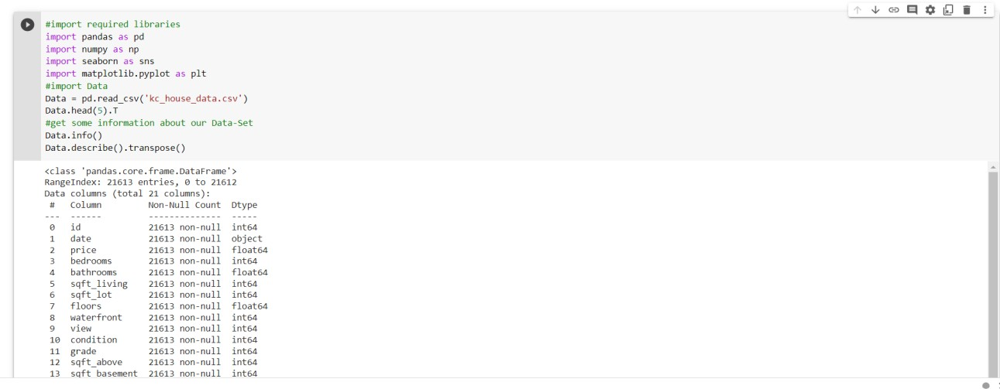 #import required libraries
import pandas as pd
import numpy as np
import seaborn as sns
import matplotlib.pyplot as plt
#import Data
Data = pd.read_csv('kc_house_data.csv')
Data.head(5).T
#get some information about our Data-Set
Data.info()
Data.describe().transpose()
<class 'pandas.core.frame.DataFrame'>
RangeIndex: 21613 entries, 0 to 21612
Data columns (total 21 columns):
 #   Column         Non-Null Count  Dtype
---  ------         --------------  -----
 0   id             21613 non-null  int64
 1   date           21613 non-null  object
 2   price          21613 non-null  float64
 3   bedrooms       21613 non-null  int64
 4   bathrooms      21613 non-null  float64
 5   sqft_living    21613 non-null  int64
 6   sqft_lot       21613 non-null  int64
 7   floors         21613 non-null  float64
 8   waterfront     21613 non-null  int64
 9   view           21613 non-null  int64
 10  condition      21613 non-null  int64
 11  grade          21613 non-null  int64
 12  sqft_above     21613 non-null  int64
 13  sqft_basement  21613 non-null  int64